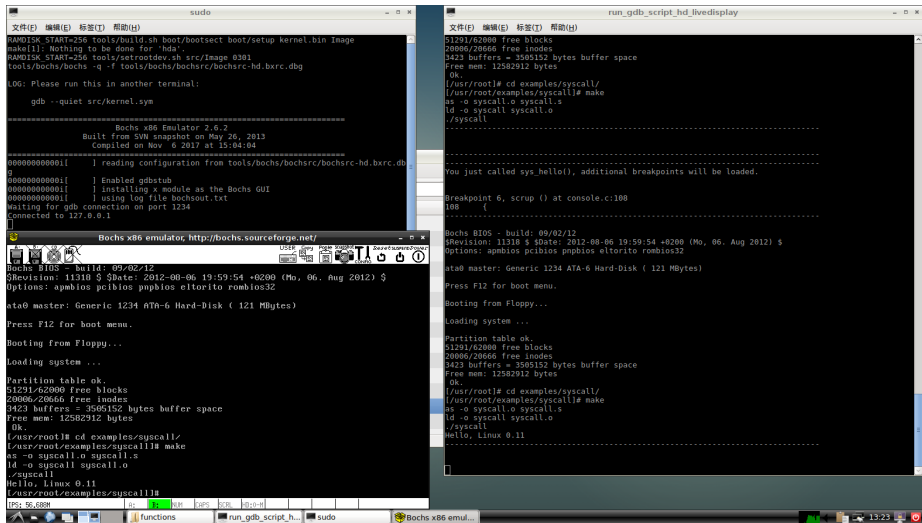 sudo
文件(F) 编辑(E) 标签(T) 帮助(H)
RAMDISK_START=256 tools/build.sh boot/bootsect boot/setup kernel.bin Image
make[1]: Nothing to be done for 'hda'.
RAMDISK_START=256 tools/setrootdev.sh src/Image 0301
tools/bochs/bochs -q -f tools/bochs/bochsrc/bochsrc-hd.bxrc.dbg
LOG: Please run this in another terminal:
gdb --quiet src/kernel.sym
========================================================================
Bochs x86 Emulator 2.6.2
Built from SVN snapshot on May 26, 2013
Compiled on Nov 6 2017 at 15:04:04
========================================================================
00000000000i[ ] reading configuration from tools/bochs/bochsrc/bochsrc-hd.bxrc.db
g
00000000000i[ ] Enabled gdbstub
00000000000i[ ] installing x module as the Bochs GUI
00000000000i[ ] using log file bochsout.txt
Waiting for gdb connection on port 1234
Connected to 127.0.0.1
Bochs x86 emulator, http://bochs.sourceforge.net/
USER Copy Paste Snapshot Reset Suspend Power
CONFIG
Bochs BIOS - build: 09/02/12
$Revision: 11318 $ $Date: 2012-08-06 19:59:54 +0200 (Mo, 06. Aug 2012) $
Options: apmbios pcibios pnpbios eltorito rombios32
ata0 master: Generic 1234 ATA-6 Hard-Disk ( 121 MBytes)
Press F12 for boot menu.
Booting from Floppy...
Loading system ...
Partition table ok.
51291/62000 free blocks
20006/20666 free inodes
3423 buffers = 3505152 bytes buffer space
Free mem: 12582912 bytes
Ok.
[/usr/root]# cd examples/syscall/
[/usr/root/examples/syscall]# make
as -o syscall.o syscall.s
ld -o syscall syscall.o
./syscall
Hello, Linux 0.11
[/usr/root/examples/syscall]#
IPS: 56,688M A: B: NUM CAPS SCRL HD:0-M
run_gdb_script_hd_livedisplay
文件(F) 编辑(E) 标签(T) 帮助(H)
51291/62000 free blocks
20006/20666 free inodes
3423 buffers = 3505152 bytes buffer space
Free mem: 12582912 bytes
Ok.
[/usr/root]# cd examples/syscall/
[/usr/root/examples/syscall]# make
as -o syscall.o syscall.s
ld -o syscall syscall.o
./syscall
--------------------------------------------------------------------------------
--------------------------------------------------------------------------------
--------------------------------------------------------------------------------
You just called sys_hello(), additional breakpoints will be loaded.
Breakpoint 6, scrup () at console.c:108
108 {
--------------------------------------------------------------------------------
Bochs BIOS - build: 09/02/12
$Revision: 11318 $ $Date: 2012-08-06 19:59:54 +0200 (Mo, 06. Aug 2012) $
Options: apmbios pcibios pnpbios eltorito rombios32
ata0 master: Generic 1234 ATA-6 Hard-Disk ( 121 MBytes)
Press F12 for boot menu.
Booting from Floppy...
Loading system ...
Partition table ok.
51291/62000 free blocks
20006/20666 free inodes
3423 buffers = 3505152 bytes buffer space
Free mem: 12582912 bytes
Ok.
[/usr/root]# cd examples/syscall/
[/usr/root/examples/syscall]# make
as -o syscall.o syscall.s
ld -o syscall syscall.o
./syscall
Hello, Linux 0.11
--------------------------------------------------------------------------------
functions run_gdb_script_h... sudo Bochs x86 emul... 13:23